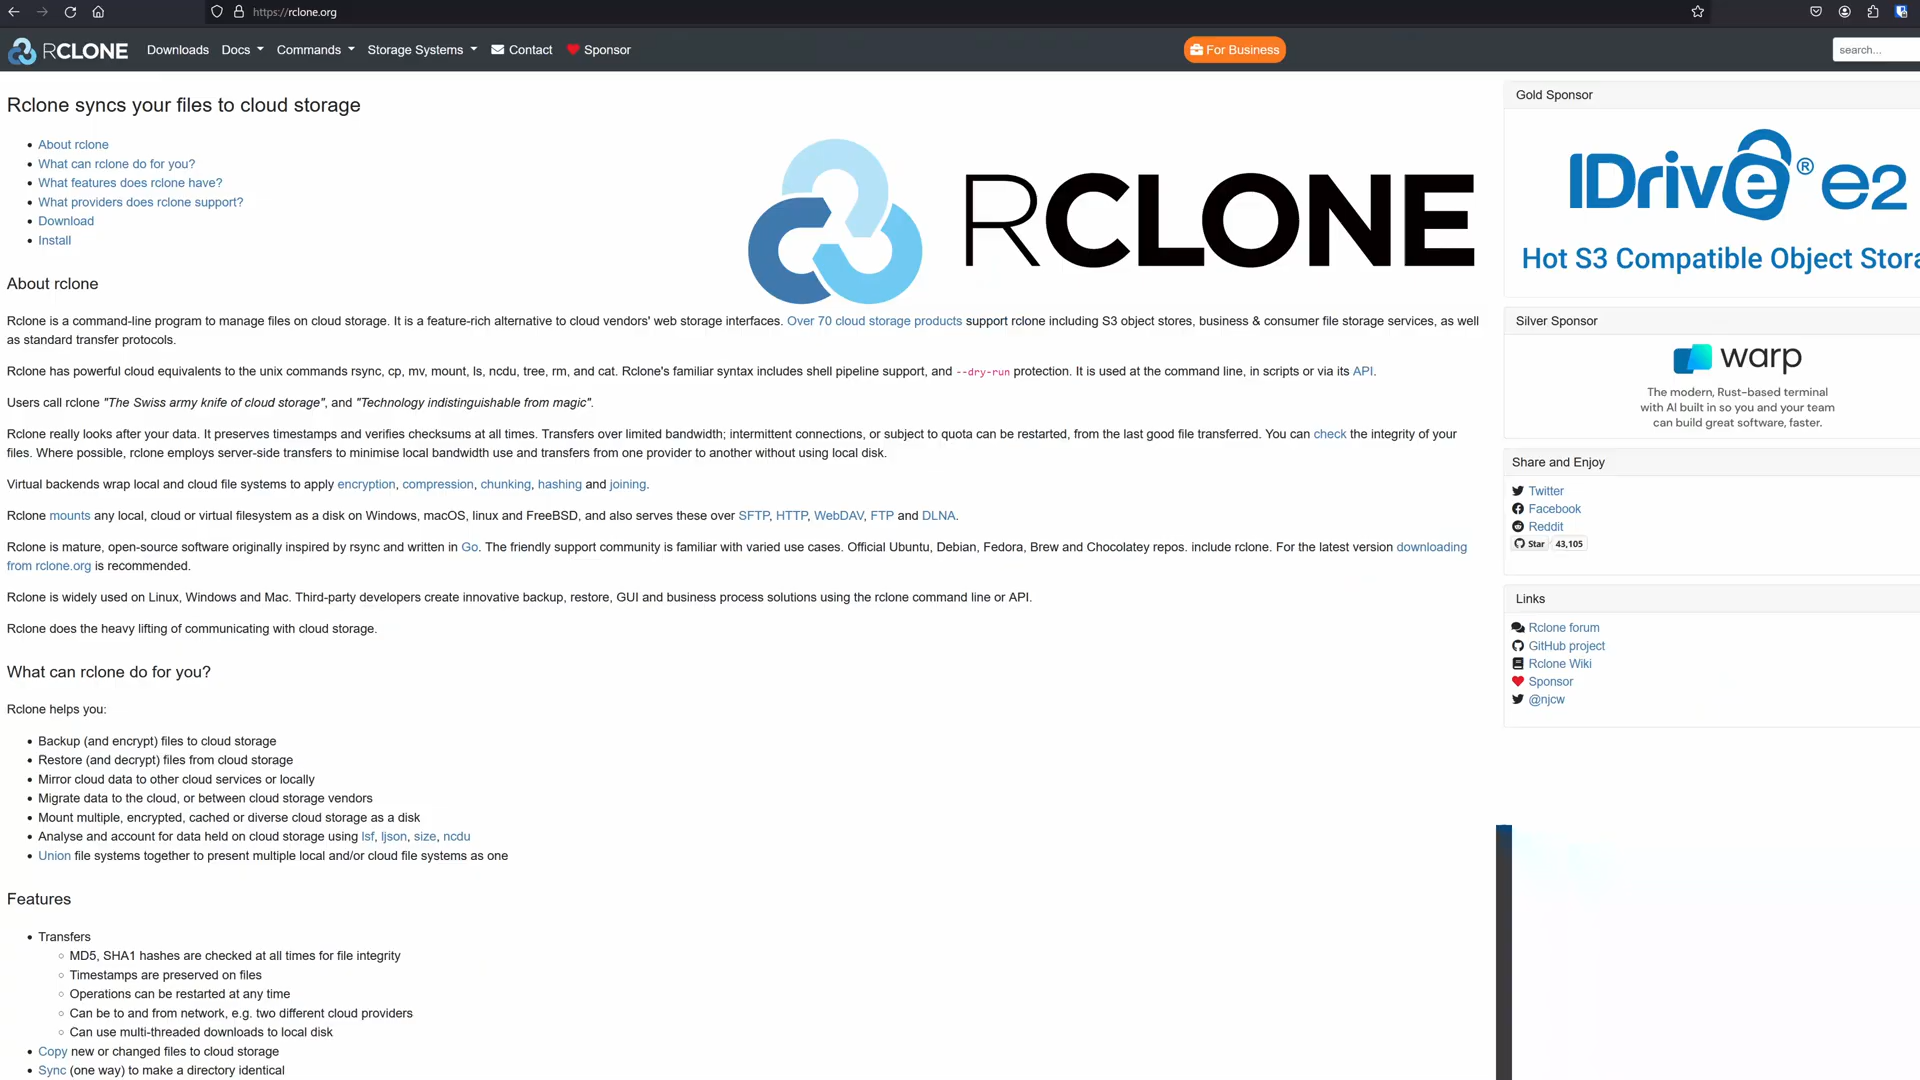 https://rclone.org
RCLONE
Downloads
Docs
Commands
Storage Systems
Contact
Sponsor
For Business
search...
Rclone syncs your files to cloud storage
About rclone
What can rclone do for you?
What features does rclone have?
What providers does rclone support?
Download
Install
RCLONE
About rclone
Rclone is a command-line program to manage files on cloud storage. It is a feature-rich alternative to cloud vendors' web storage interfaces. Over 70 cloud storage products support rclone including S3 object stores, business & consumer file storage services, as well
as standard transfer protocols.
Rclone has powerful cloud equivalents to the unix commands rsync, cp, mv, mount, ls, ncdu, tree, rm, and cat. Rclone's familiar syntax includes shell pipeline support, and --dry-run protection. It is used at the command line, in scripts or via its API.
Users call rclone "The Swiss army knife of cloud storage", and "Technology indistinguishable from magic".
Rclone really looks after your data. It preserves timestamps and verifies checksums at all times. Transfers over limited bandwidth; intermittent connections, or subject to quota can be restarted, from the last good file transferred. You can check the integrity of your
files. Where possible, rclone employs server-side transfers to minimise local bandwidth use and transfers from one provider to another without using local disk.
Virtual backends wrap local and cloud file systems to apply encryption, compression, chunking, hashing and joining.
Rclone mounts any local, cloud or virtual filesystem as a disk on Windows, macOS, linux and FreeBSD, and also serves these over SFTP, HTTP, WebDAV, FTP and DLNA.
Rclone is mature, open-source software originally inspired by rsync and written in Go. The friendly support community is familiar with varied use cases. Official Ubuntu, Debian, Fedora, Brew and Chocolatey repos. include rclone. For the latest version downloading
from rclone.org is recommended.
Rclone is widely used on Linux, Windows and Mac. Third-party developers create innovative backup, restore, GUI and business process solutions using the rclone command line or API.
Rclone does the heavy lifting of communicating with cloud storage.
What can rclone do for you?
Rclone helps you:
Backup (and encrypt) files to cloud storage
Restore (and decrypt) files from cloud storage
Mirror cloud data to other cloud services or locally
Migrate data to the cloud, or between cloud storage vendors
Mount multiple, encrypted, cached or diverse cloud storage as a disk
Analyse and account for data held on cloud storage using lsf, ljson, size, ncdu
Union file systems together to present multiple local and/or cloud file systems as one
Features
Transfers
MD5, SHA1 hashes are checked at all times for file integrity
Timestamps are preserved on files
Operations can be restarted at any time
Can be to and from network, e.g. two different cloud providers
Can use multi-threaded downloads to local disk
Copy new or changed files to cloud storage
Sync (one way) to make a directory identical
Gold Sponsor
IDrive® e2
Hot S3 Compatible Object Stora
Silver Sponsor
warp
The modern, Rust-based terminal
with AI built in so you and your team
can build great software, faster.
Share and Enjoy
Twitter
Facebook
Reddit
Star 43,105
Links
Rclone forum
GitHub project
Rclone Wiki
Sponsor
@njcw